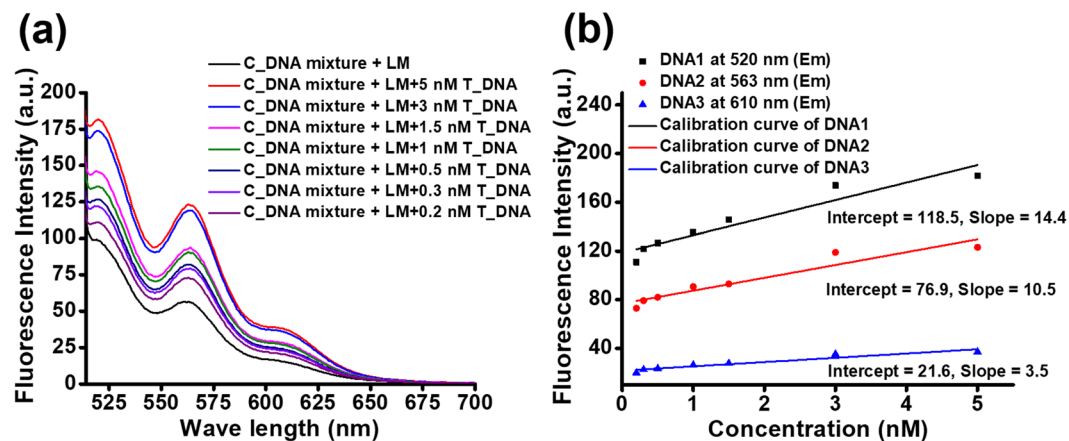 (a)
C_DNA mixture + LM
C_DNA mixture + LM+5 nM T_DNA
C_DNA mixture + LM+3 nM T_DNA
C_DNA mixture + LM+1.5 nM T_DNA
C_DNA mixture + LM+1 nM T_DNA
C_DNA mixture + LM+0.5 nM T_DNA
C_DNA mixture + LM+0.3 nM T_DNA
C_DNA mixture + LM+0.2 nM T_DNA
Fluorescence Intensity (a.u.)
200
175
150
125
100
75
50
25
0
525 550 575 600 625 650 675 700
Wave length (nm)
(b)
DNA1 at 520 nm (Em)
DNA2 at 563 nm (Em)
DNA3 at 610 nm (Em)
Calibration curve of DNA1
Calibration curve of DNA2
Calibration curve of DNA3
Fluorescence Intensity (a.u.)
240
200
160
120
80
40
Intercept = 118.5, Slope = 14.4
Intercept = 76.9, Slope = 10.5
Intercept = 21.6, Slope = 3.5
0 1 2 3 4 5
Concentration (nM)